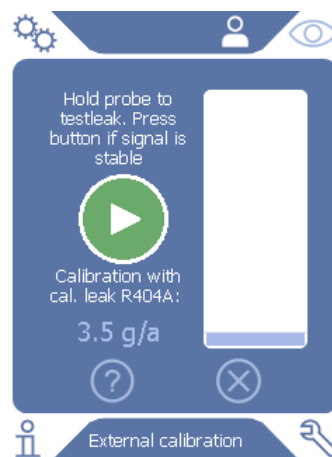 Hold probe to
testleak. Press
button if signal is
stable
Calibration with
cal. leak R404A:
3.5 g/a
?
External calibration